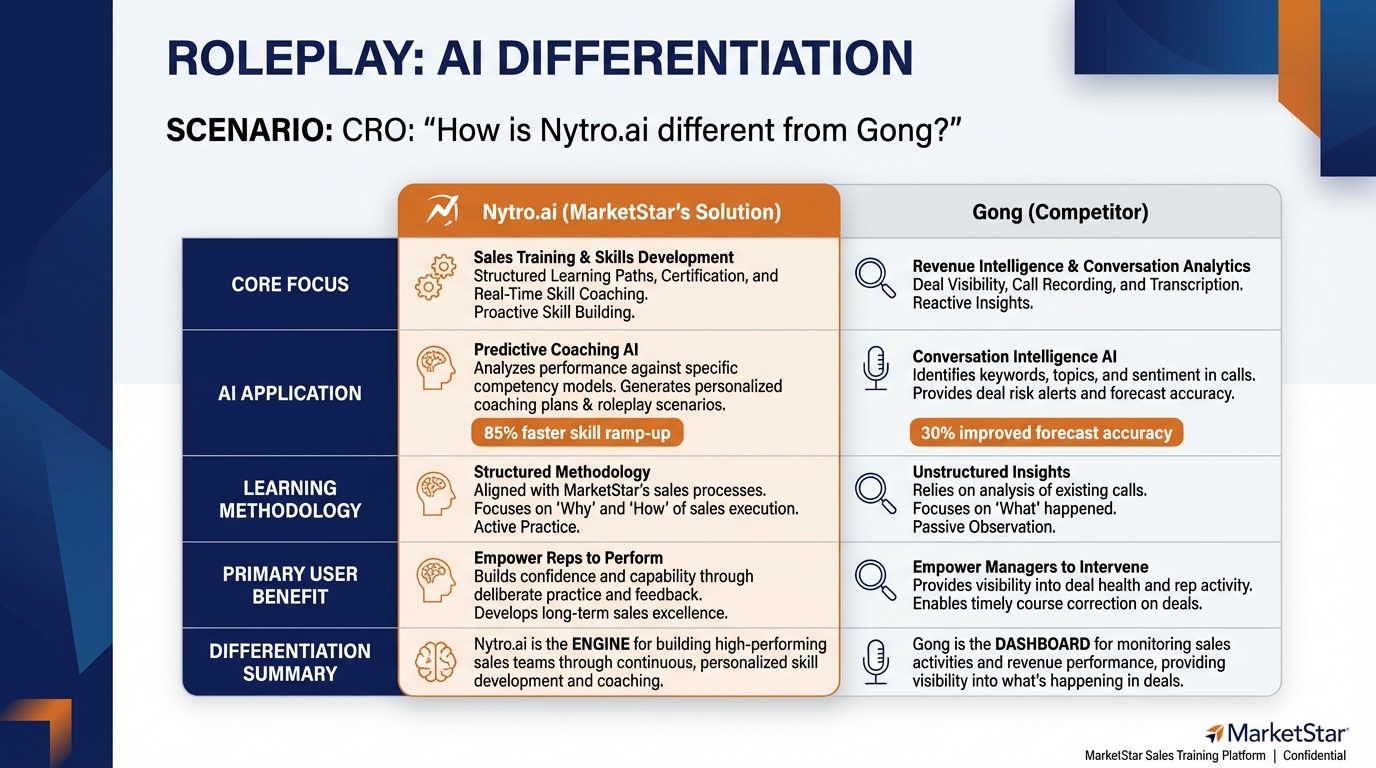 ROLEPLAY: AI DIFFERENTIATION
SCENARIO: CRO: “How is Nytro.ai different from Gong?”
Nytro.ai (MarketStar’s Solution)
Gong (Competitor)
CORE FOCUS
Sales Training & Skills Development
Structured Learning Paths, Certification, and
Real-Time Skill Coaching.
Proactive Skill Building.
Revenue Intelligence & Conversation Analytics
Deal Visibility, Call Recording, and Transcription.
Reactive Insights.
AI APPLICATION
Predictive Coaching AI
Analyzes performance against specific
competency models. Generates personalized
coaching plans & roleplay scenarios.
85% faster skill ramp-up
Conversation Intelligence AI
Identifies keywords, topics, and sentiment in calls.
Provides deal risk alerts and forecast accuracy.
30% improved forecast accuracy
LEARNING
METHODOLOGY
Structured Methodology
Aligned with MarketStar’s sales processes.
Focuses on ‘Why’ and ‘How’ of sales execution.
Active Practice.
Unstructured Insights
Relies on analysis of existing calls.
Focuses on ‘What’ happened.
Passive Observation.
PRIMARY USER
BENEFIT
Empower Reps to Perform
Builds confidence and capability through
deliberate practice and feedback.
Develops long-term sales excellence.
Empower Managers to Intervene
Provides visibility into deal health and rep activity.
Enables timely course correction on deals.
DIFFERENTIATION
SUMMARY
Nytro.ai is the ENGINE for building high-performing
sales teams through continuous, personalized skill
development and coaching.
Gong is the DASHBOARD for monitoring sales
activities and revenue performance, providing
visibility into what's happening in deals.
MarketStar
MarketStar Sales Training Platform | Confidential